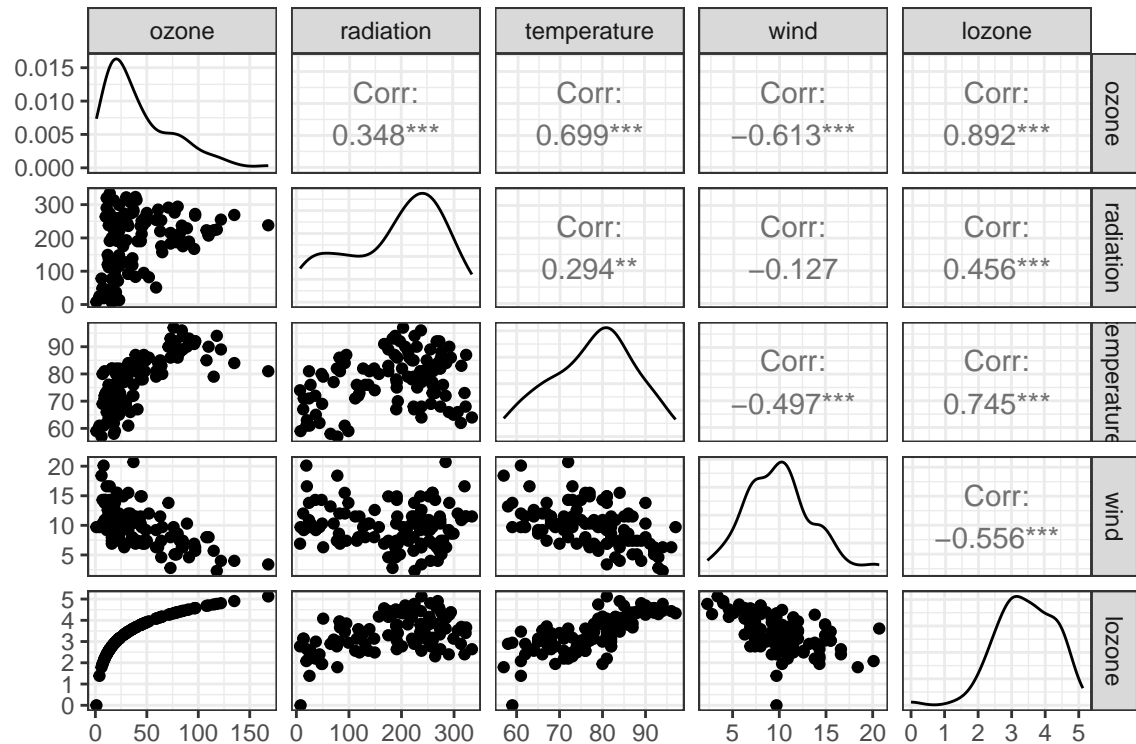 ozone radiation temperature wind lozone
0.015
0.010
0.005
0.000
Corr:
0.348***
Corr:
0.699***
Corr:
−0.613***
Corr:
0.892***
ozone
300
200
100
0
Corr:
0.294**
Corr:
−0.127
Corr:
0.456***
radiation
90
80
70
60
Corr:
−0.497***
Corr:
0.745***
emperature
20
15
10
5
Corr:
−0.556***
wind
5
4
3
2
1
0
lozone
0 50 100 150 0 100 200 300 60 70 80 90 5 10 15 20 0 1 2 3 4 5